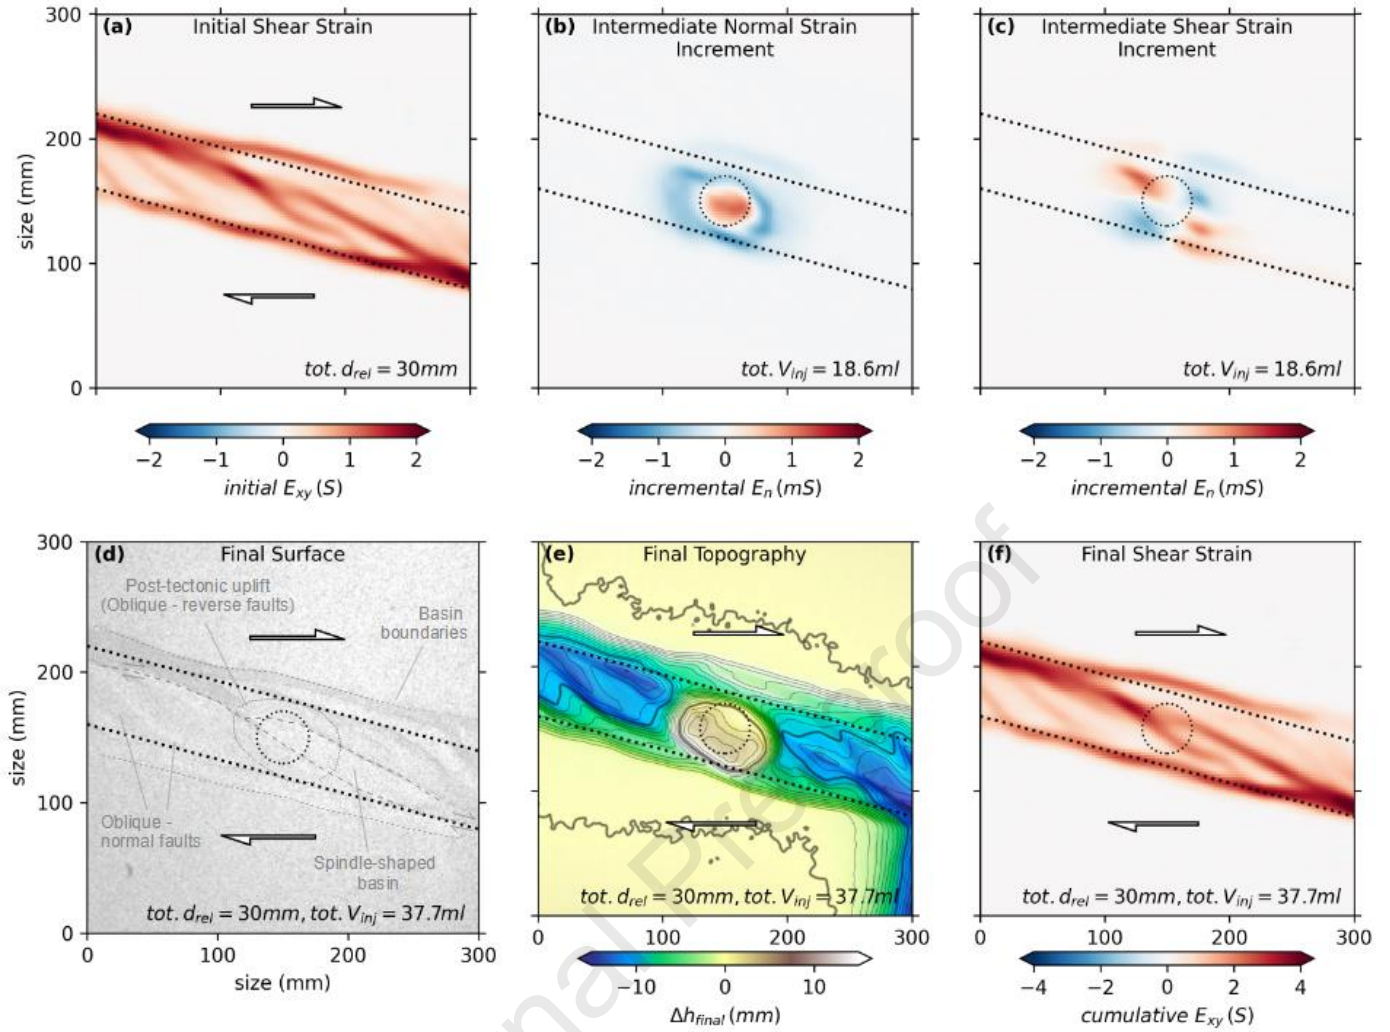 (a) Initial Shear Strain
(b) Intermediate Normal Strain
Increment
(c) Intermediate Shear Strain
Increment
300
200
100
0
size (mm)
tot. d_rel = 30mm
tot. V_inj = 18.6ml
tot. V_inj = 18.6ml
−2 −1 0 1 2
initial E_xy (S)
−2 −1 0 1 2
incremental E_n (mS)
−2 −1 0 1 2
incremental E_n (mS)
(d) Final Surface
Post-tectonic uplift
(Oblique - reverse faults)
Basin
boundaries
Oblique -
normal faults
Spindle-shaped
basin
tot. d_rel = 30mm, tot. V_inj = 37.7ml
300
200
100
0
size (mm)
0 100 200 300
size (mm)
(e) Final Topography
tot. d_rel = 30mm, tot. V_inj = 37.7ml
0 100 200 300
−10 0 10
Δh_final (mm)
(f) Final Shear Strain
tot. d_rel = 30mm, tot. V_inj = 37.7ml
0 100 200 300
−4 −2 0 2 4
cumulative E_xy (S)